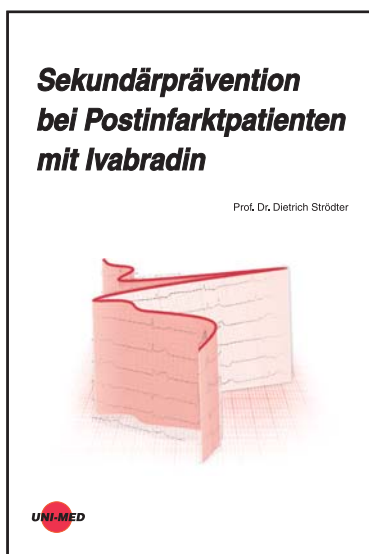 Sekundärprävention
bei Postinfarktpatienten
mit Ivabradin
Prof. Dr. Dietrich Strödter
UNI-MED